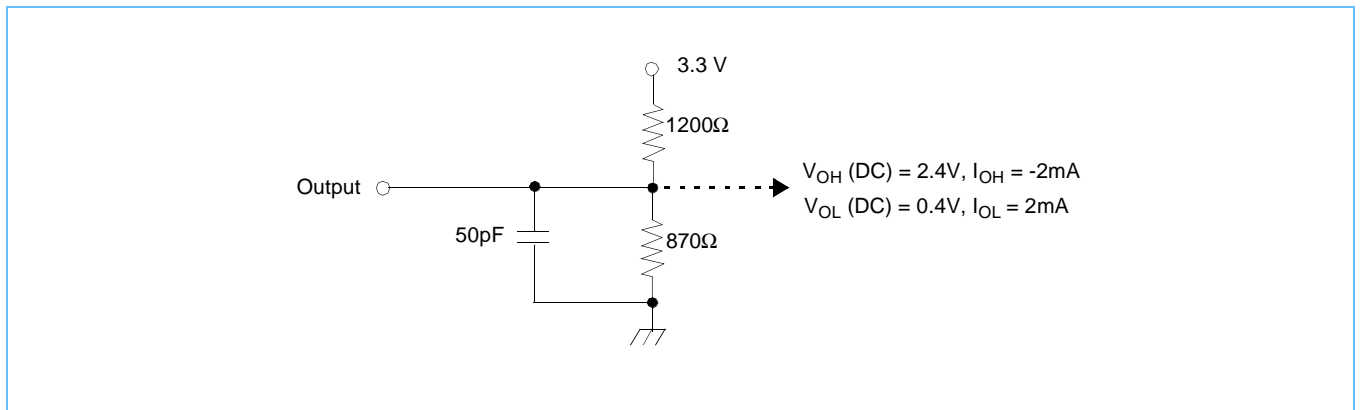 3.3 V
1200Ω
Output
V_OH (DC) = 2.4V, I_OH = -2mA
V_OL (DC) = 0.4V, I_OL = 2mA
50pF
870Ω